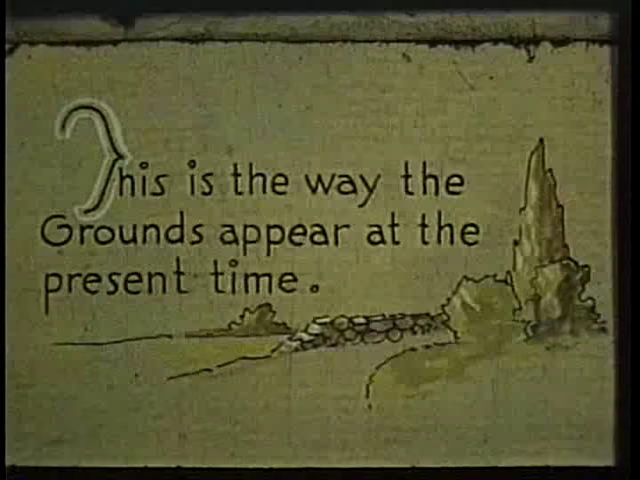 This is the way the
Grounds appear at the
present time.